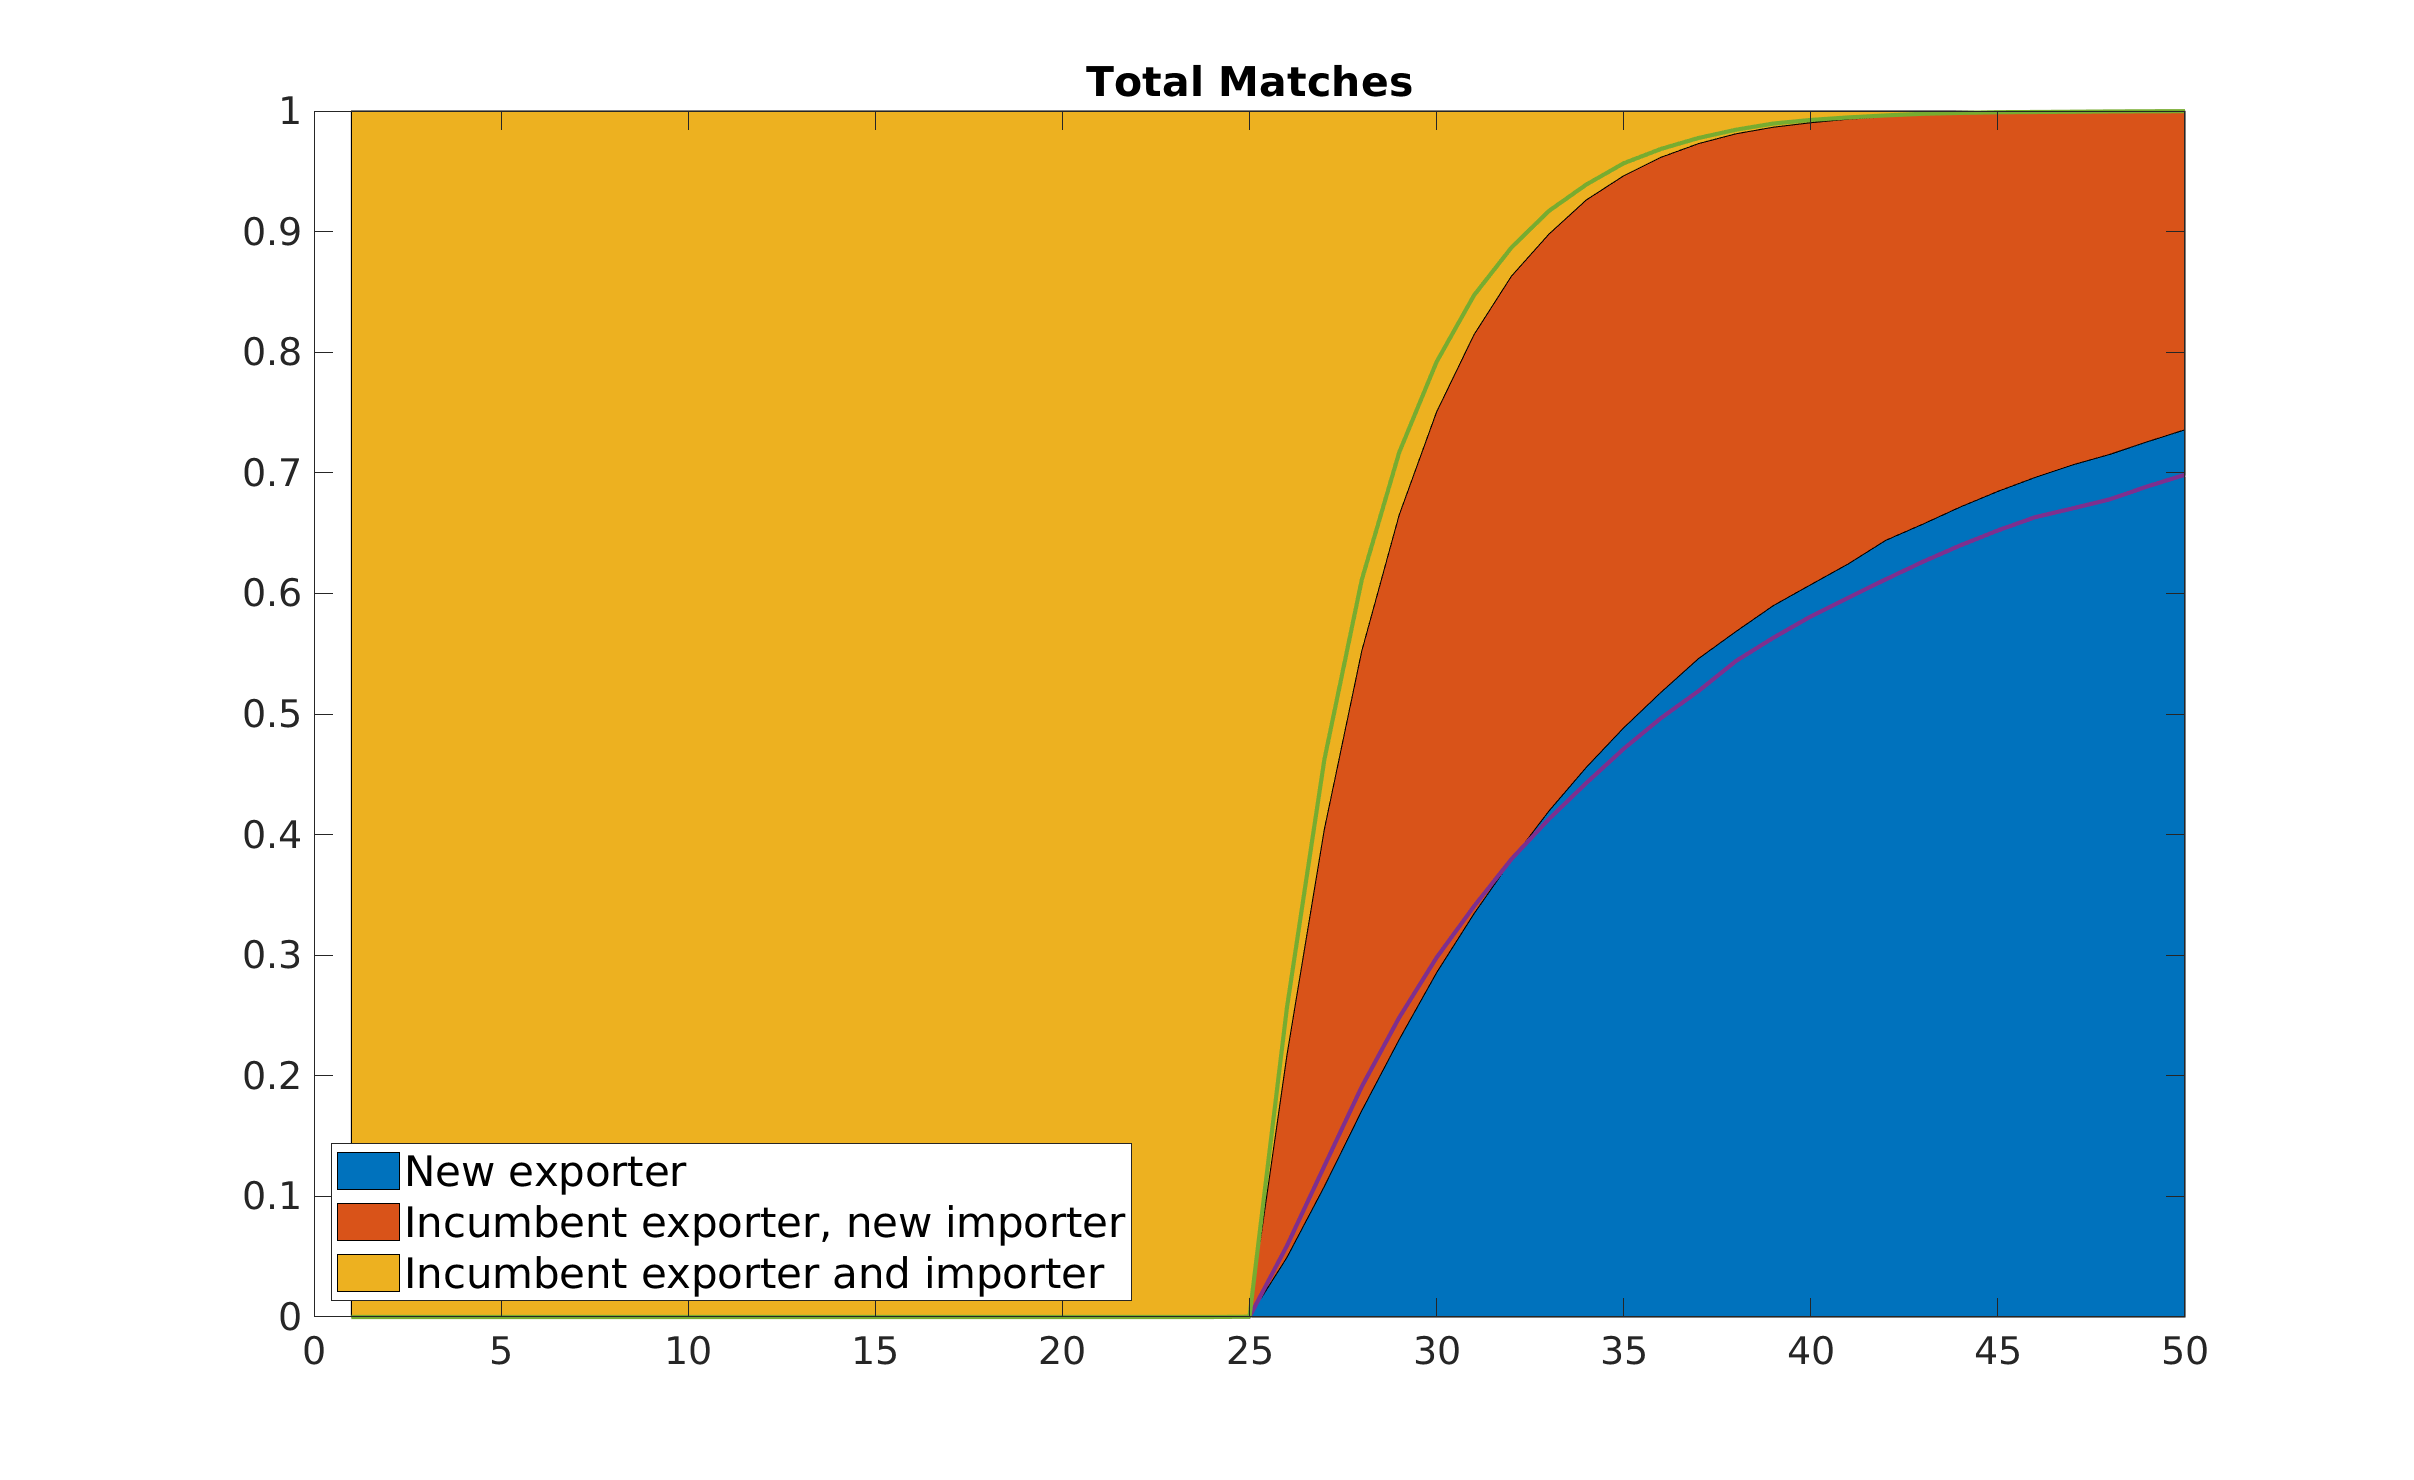 Total Matches
1
0.9
0.8
0.7
0.6
0.5
0.4
0.3
0.2
0.1
0
New exporter
Incumbent exporter, new importer
Incumbent exporter and importer
0 5 10 15 20 25 30 35 40 45 50